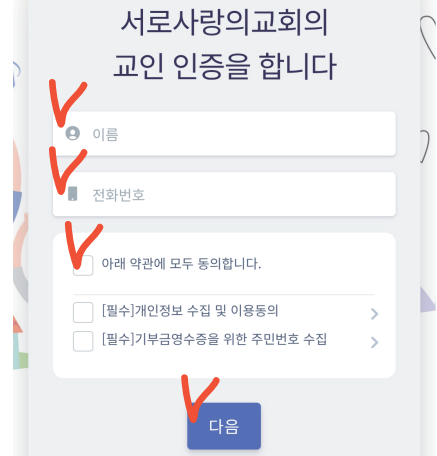 서로사랑의교회의
교인 인증을 합니다
이름
전화번호
아래 약관에 모두 동의합니다.
[필수]개인정보 수집 및 이용동의
[필수]기부금영수증을 위한 주민번호 수집
다음